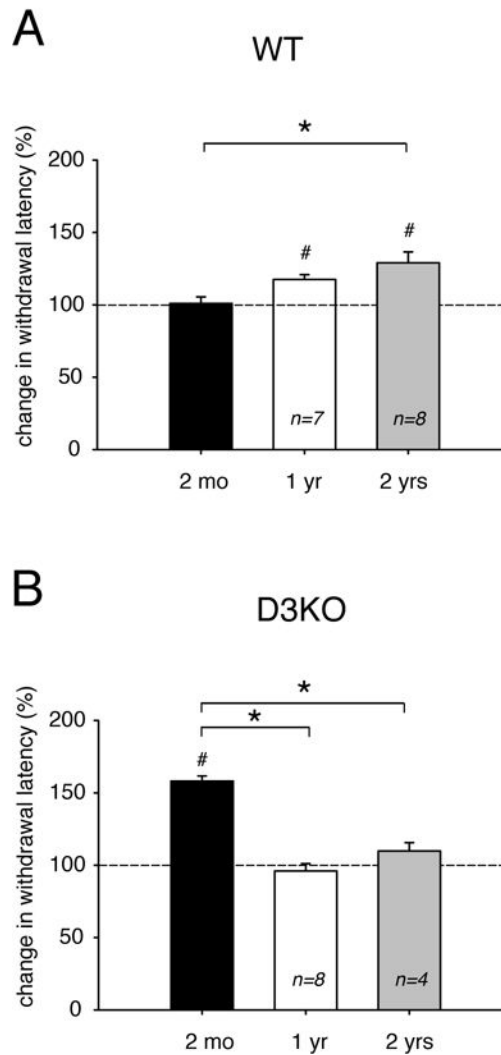 A
WT
change in withdrawal latency (%)
200
150
100
50
0
*
#
#
n=7
n=8
2 mo
1 yr
2 yrs
B
D3KO
change in withdrawal latency (%)
200
150
100
50
0
*
*
#
n=8
n=4
2 mo
1 yr
2 yrs